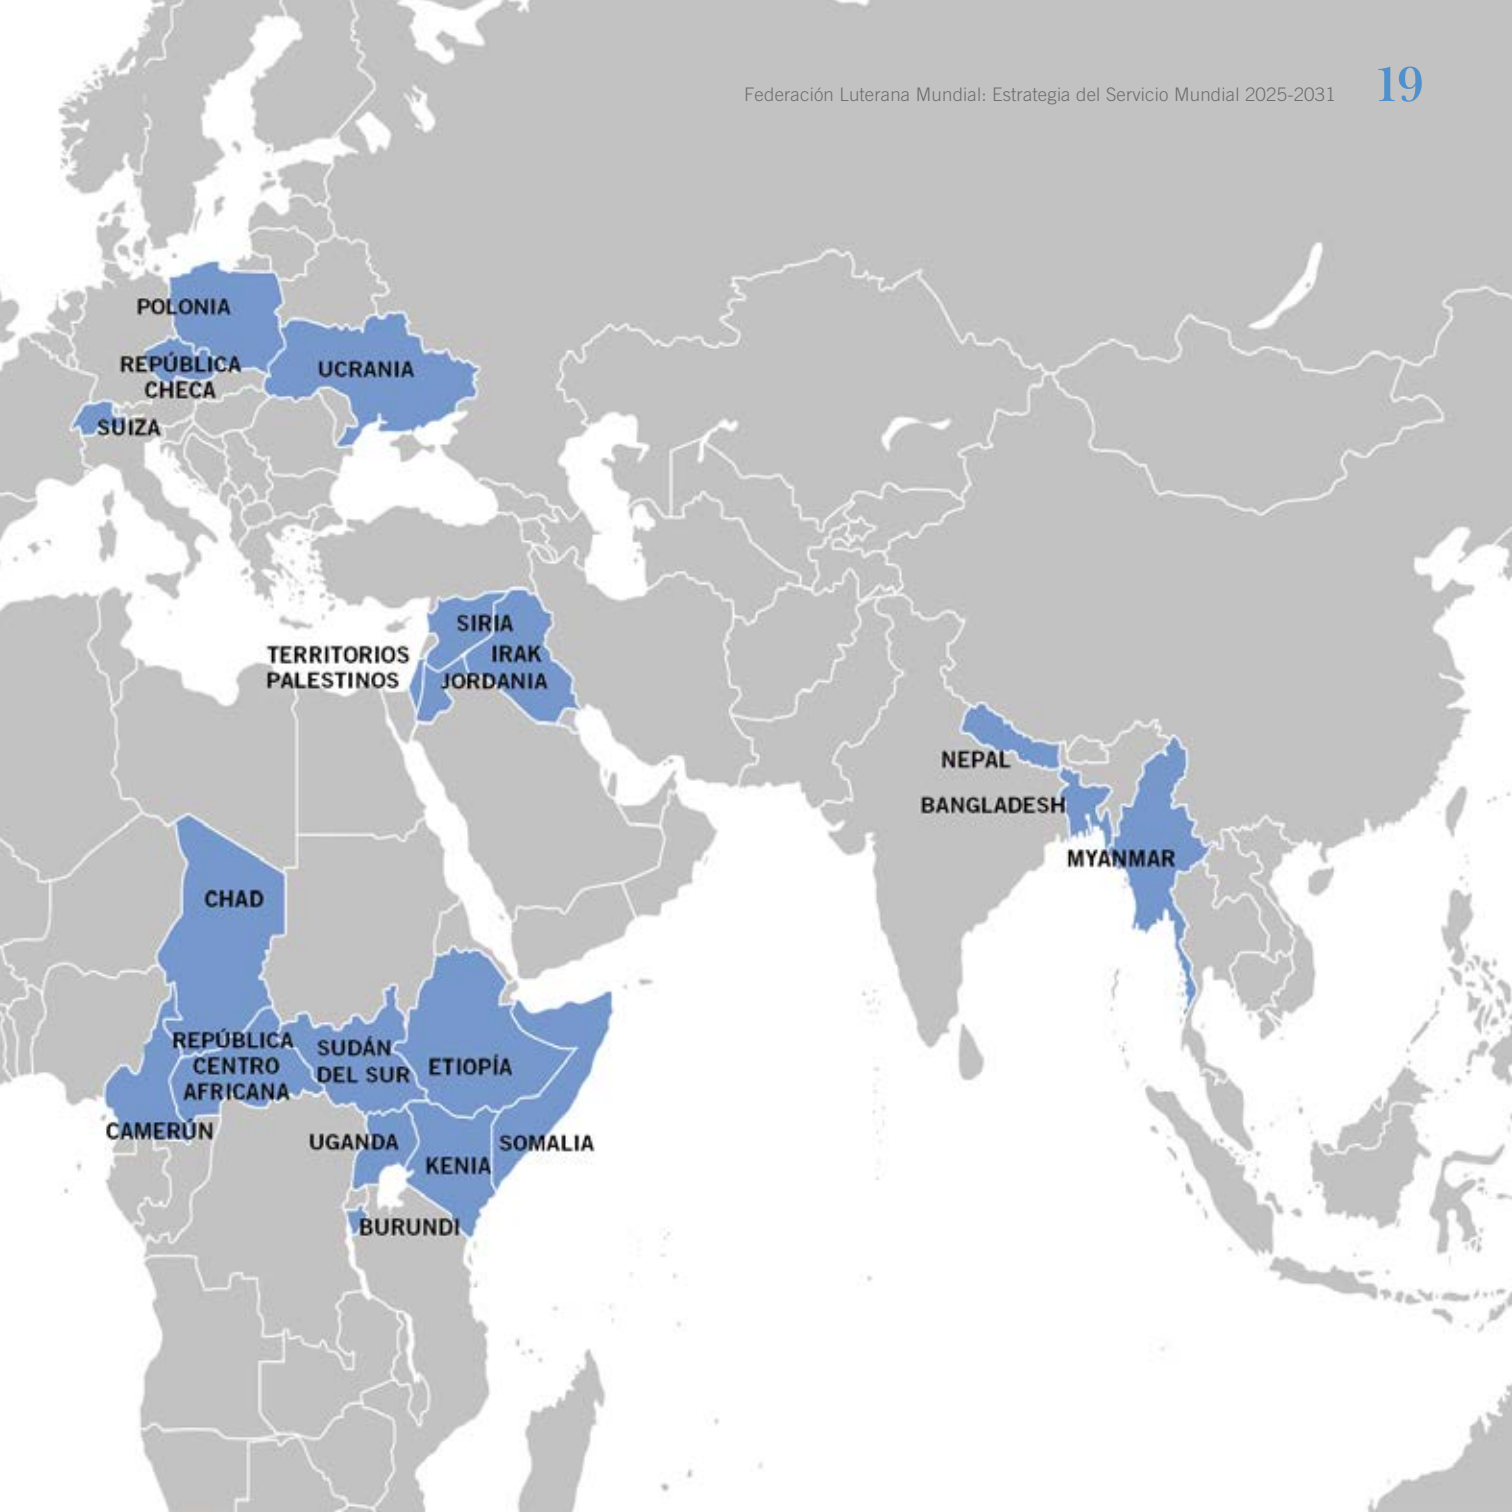 Federación Luterana Mundial: Estrategia del Servicio Mundial 2025-2031 19
POLONIA
REPÚBLICA
CHECA
UCRANIA
SUIZA
SIRIA
TERRITORIOS
PALESTINOS
IRAK
JORDANIA
NEPAL
BANGLADESH
MYANMAR
CHAD
REPÚBLICA
CENTRO
AFRICANA
SUDÁN
DEL SUR
ETIOPÍA
CAMERÚN
UGANDA
SOMALIA
KENIA
BURUNDI